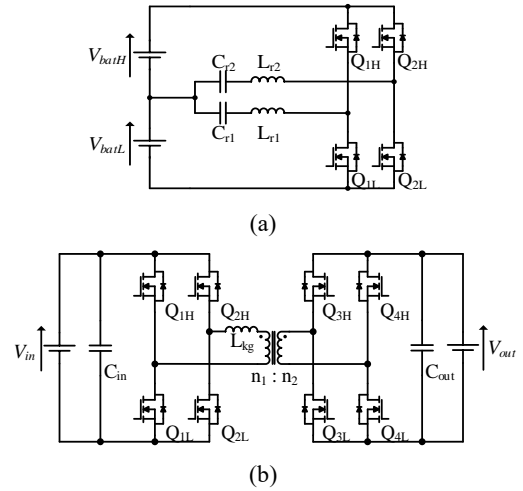 V_batH
Q_1H Q_2H
C_r2 L_r2
C_r1 L_r1
V_batL
Q_1L Q_2L
(a)
Q_1H Q_2H Q_3H Q_4H
V_in C_in L_kg C_out V_out
n_1 : n_2
Q_1L Q_2L Q_3L Q_4L
(b)